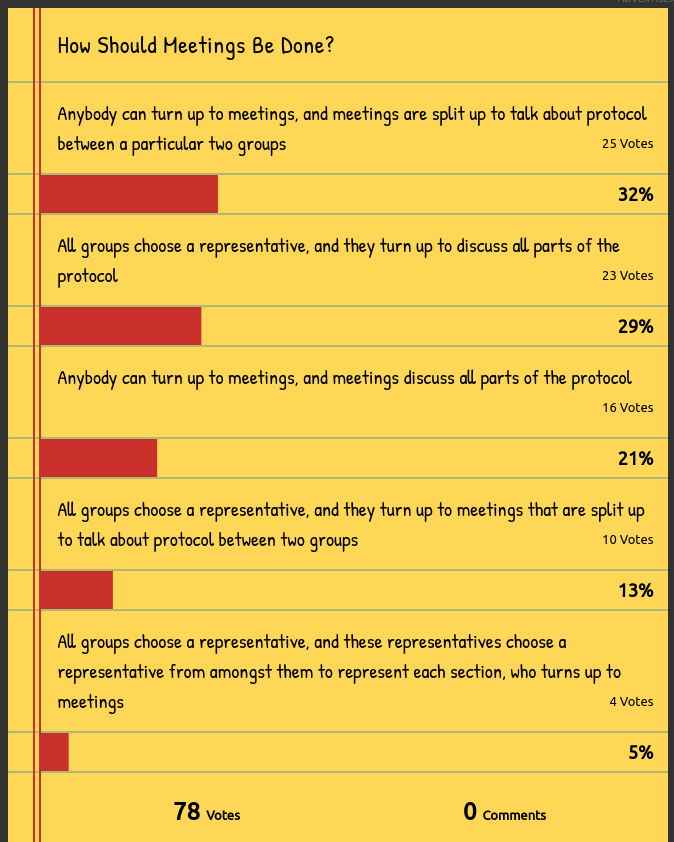 How Should Meetings Be Done?
Anybody can turn up to meetings, and meetings are split up to talk about protocol
between a particular two groups
25 Votes
32%
All groups choose a representative, and they turn up to discuss all parts of the
protocol
23 Votes
29%
Anybody can turn up to meetings, and meetings discuss all parts of the protocol
16 Votes
21%
All groups choose a representative, and they turn up to meetings that are split up
to talk about protocol between two groups
10 Votes
13%
All groups choose a representative, and these representatives choose a
representative from amongst them to represent each section, who turns up to
meetings
4 Votes
5%
78 Votes
0 Comments